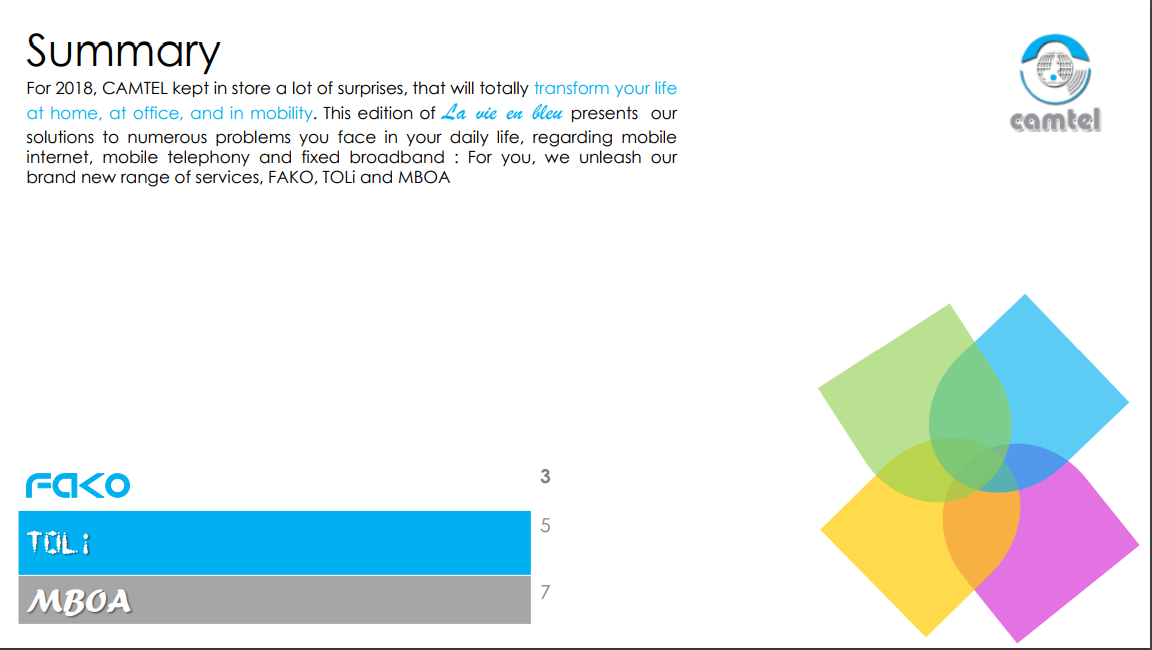 Summary
For 2018, CAMTEL kept in store a lot of surprises, that will totally transform your life
at home, at office, and in mobility. This edition of La vie en bleu presents our
solutions to numerous problems you face in your daily life, regarding mobile
internet, mobile telephony and fixed broadband : For you, we unleash our
brand new range of services, FAKO, TOLi and MBOA
camtel
FAKO 3
TOLi 5
MBOA 7